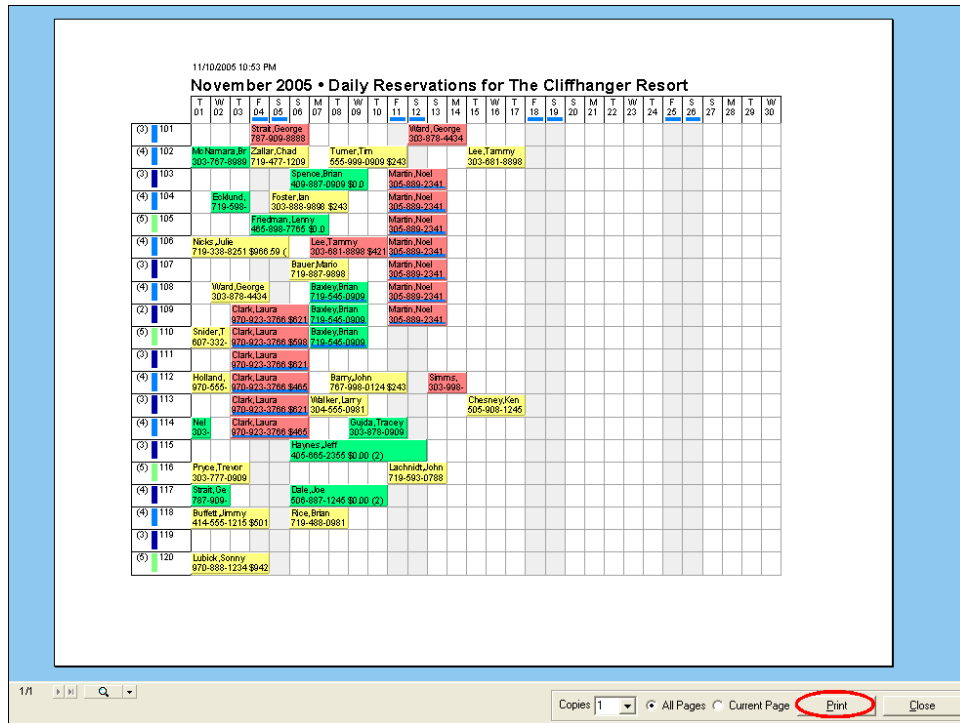 11/10/2005 10:53 PM
November 2005 • Daily Reservations for The Cliffhanger Resort
T W T F S S M T W T F S S M T W T F S S M T W T F S S M T W
01 02 03 04 05 06 07 08 09 10 11 12 13 14 15 16 17 18 19 20 21 22 23 24 25 26 27 28 29 30
(3) 101 Strait,George Ward, George
787-909-8888 303-878-4434
(4) 102 McNamara,Br Zallar,Chad Turner,Tim Lee,Tammy
303-767-8989 719-477-1209 555-999-0909 $243 303-681-8898
(3) 103 Spence,Brian Martin,Noel
409-887-0909 $0.0 305-889-2341
(4) 104 Ecklund, Foster,Ian Martin,Noel
719-598- 303-888-9898 $243 305-889-2341
(5) 105 Friedman, Lenny Martin,Noel
465-898-7765 $0.0 305-889-2341
(4) 106 Nicks,Julie Lee,Tammy Martin,Noel
719-338-8251 $966.59 ( 303-681-8898 $421 305-889-2341
(3) 107 Bauer,Mario Martin,Noel
719-887-9898 305-889-2341
(4) 108 Ward,George Baxley,Brian Martin,Noel
303-878-4434 719-545-0909 305-889-2341
(2) 109 Clark,Laura Baxley,Brian Martin,Noel
970-923-3766 $621 719-545-0909 305-889-2341
(5) 110 Snider,T Clark,Laura Baxley,Brian
607-332- 970-923-3766 $598 719-545-0909
(3) 111 Clark,Laura
970-923-3766 $621
(4) 112 Holland, Clark,Laura Barry,John Simms,
970-555- 970-923-3766 $465 767-998-0124 $243 303-998-
(3) 113 Clark,Laura Walker, Larry Chesney,Ken
970-923-3766 $621 304-555-0981 505-908-1245
(4) 114 Nel Clark,Laura Gujda, Tracey
303- 970-923-3766 $465 303-878-0909
(3) 115 Haynes,Jeff
405-665-2355 $0.00 (2)
(5) 116 Pryce,Trevor Lachnidt,John
303-777-0909 719-593-0788
(4) 117 Strait, Ge Dale,Joe
787-909- 506-887-1245 $0.00 (2)
(4) 118 Buffett,Jimmy Rice,Brian
414-555-1215 $501 719-488-0981
(3) 119
(5) 120 Lubick,Sonny
970-888-1234 $942
1/1 Copies 1 All Pages Current Page Print Close